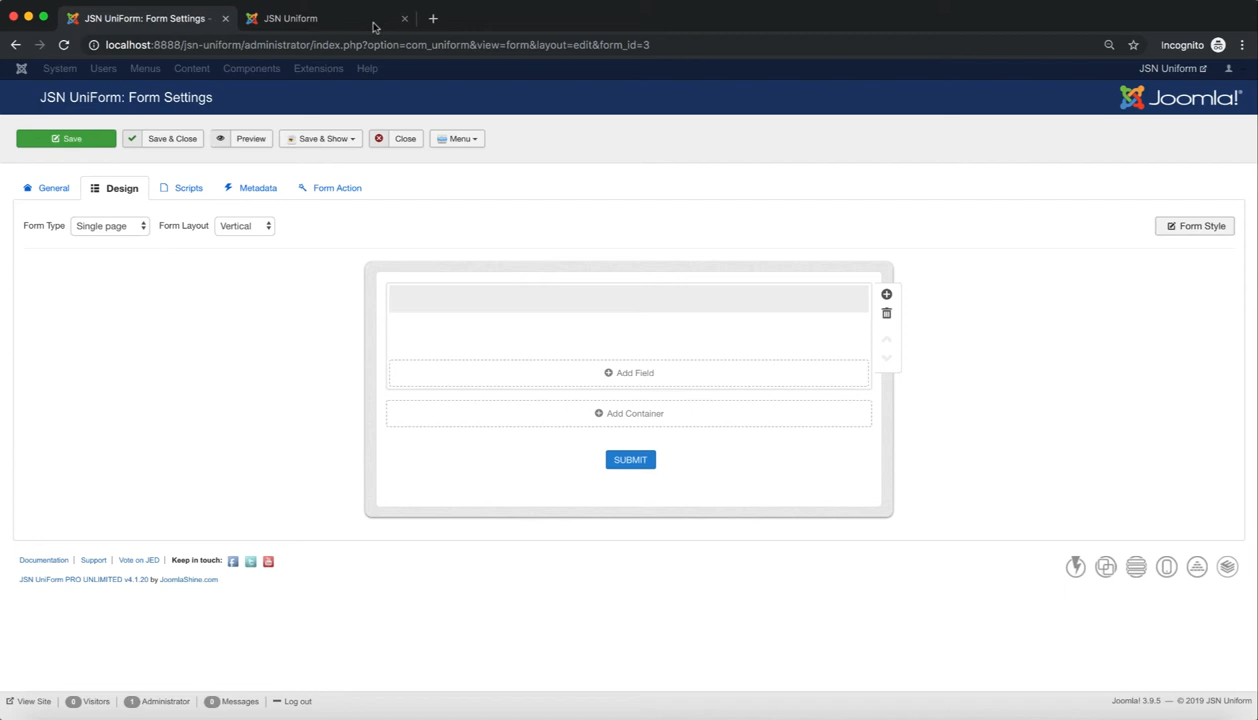 JSN UniForm: Form Settings -
JSN Uniform
localhost:8888/jsn-uniform/administrator/index.php?option=com_uniform&view=form&layout=edit&form_id=3
Incognito
System Users Menus Content Components Extensions Help
JSN Uniform
JSN UniForm: Form Settings
Joomla!®
Save Save & Close Preview Save & Show Close Menu
General Design Scripts Metadata Form Action
Form Type Single page Form Layout Vertical
Form Style
Add Field
Add Container
SUBMIT
Documentation | Support | Vote on JED | Keep in touch:
JSN UniForm PRO UNLIMITED v4.1.20 by JoomlaShine.com
View Site 0 Visitors 1 Administrator 0 Messages Log out
Joomla! 3.9.5 — © 2019 JSN Uniform